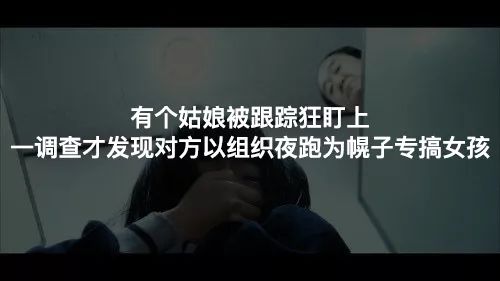 有个姑娘被跟踪狂盯上
一调查才发现对方以组织夜跑为幌子专搞女孩